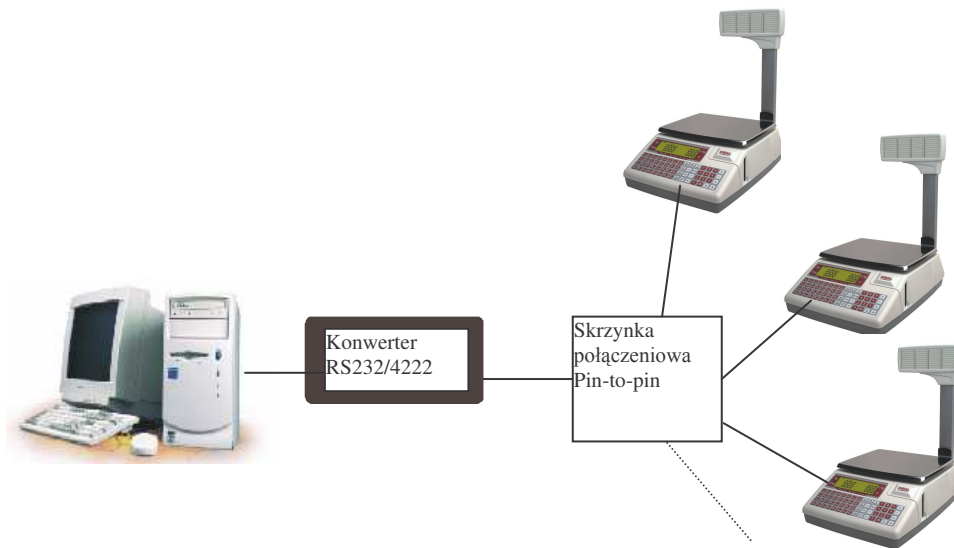 Konwerter
RS232/4222
Skrzynka
połączeniowa
Pin-to-pin